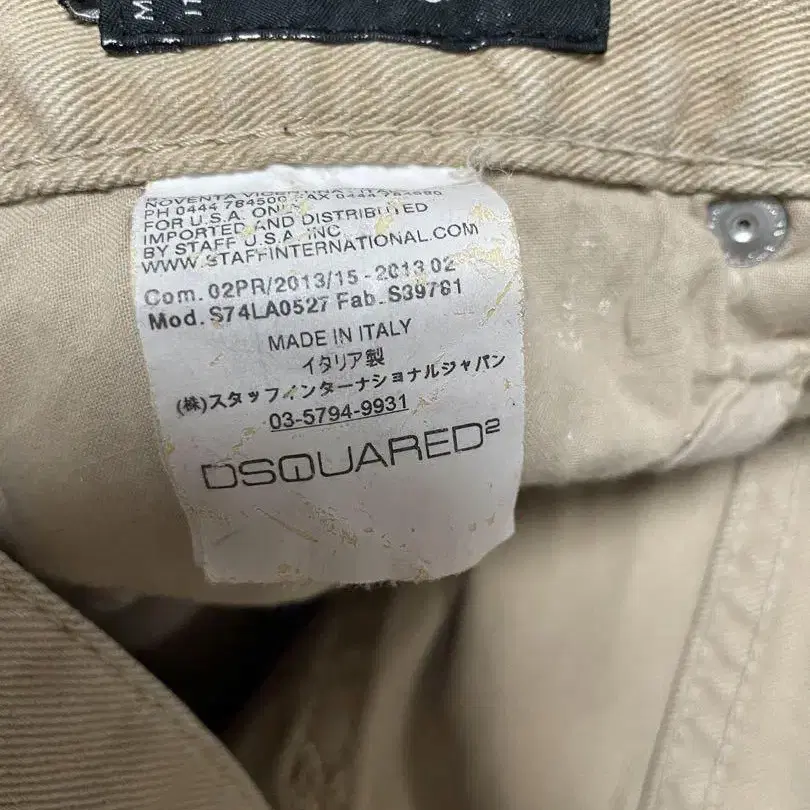 M
NOVENTA VICENTINA - ITALY
PH 0444 784500 - FAX 0444 784590
FOR U.S.A. ONLY
IMPORTED AND DISTRIBUTED
BY STAFF U.S.A. INC
WWW.STAFFINTERNATIONAL.COM
Com. 02PR/2013/15 - 2013 02
Mod. S74LA0527 Fab. S39781
MADE IN ITALY
イタリア製
(株)スタッフインターナショナルジャパン
03-5794-9931
DSQUARED²